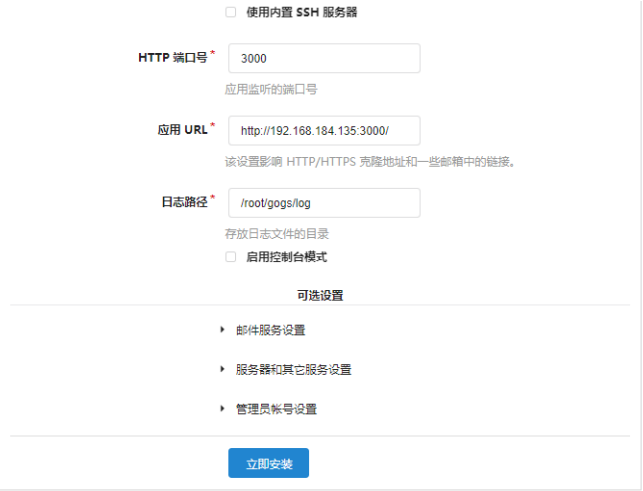 使用内置 SSH 服务器
HTTP 端口号*
3000
应用监听的端口号
应用 URL*
http://192.168.184.135:3000/
该设置影响 HTTP/HTTPS 克隆地址和一些邮箱中的链接。
日志路径*
/root/gogs/log
存放日志文件的目录
启用控制台模式
可选设置
邮件服务设置
服务器和其它服务设置
管理员帐号设置
立即安装